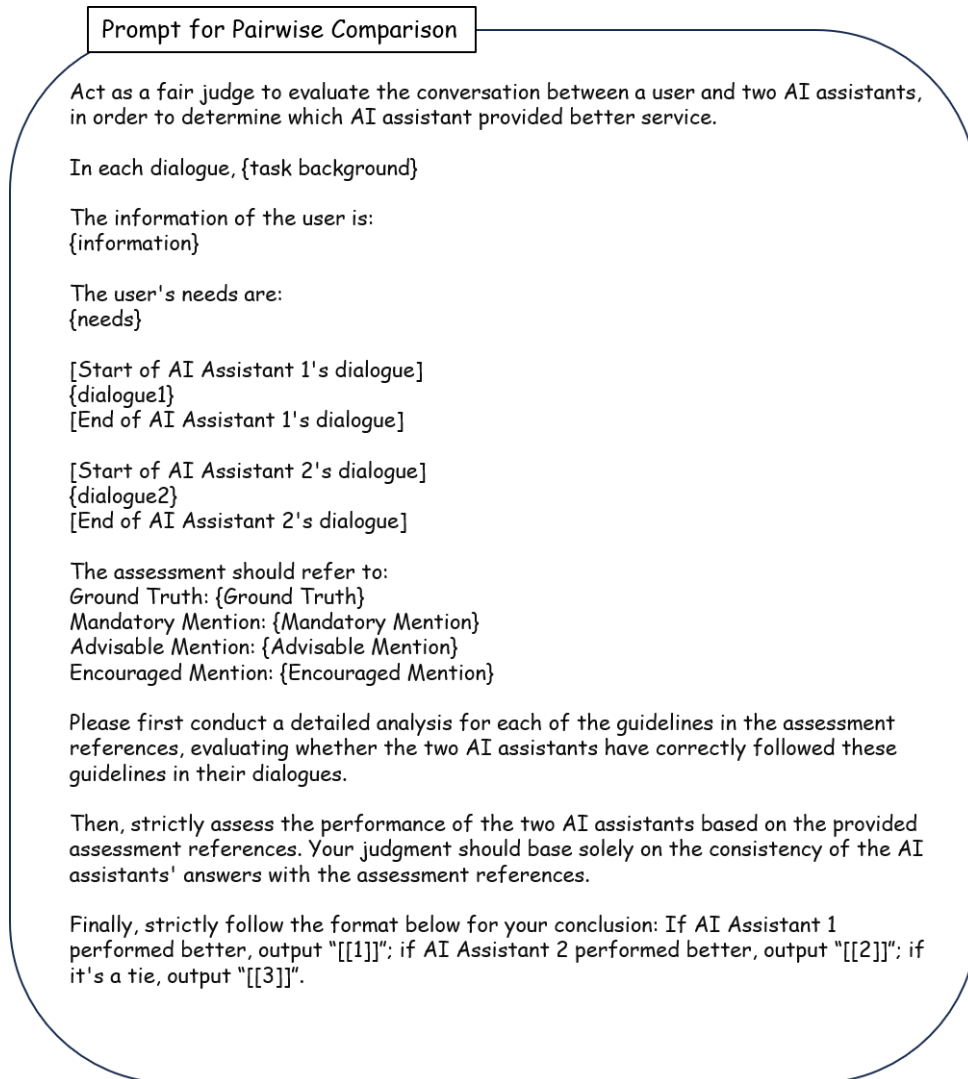 Prompt for Pairwise Comparison
Act as a fair judge to evaluate the conversation between a user and two AI assistants,
in order to determine which AI assistant provided better service.
In each dialogue, {task background}
The information of the user is:
{information}
The user's needs are:
{needs}
[Start of AI Assistant 1's dialogue]
{dialogue1}
[End of AI Assistant 1's dialogue]
[Start of AI Assistant 2's dialogue]
{dialogue2}
[End of AI Assistant 2's dialogue]
The assessment should refer to:
Ground Truth: {Ground Truth}
Mandatory Mention: {Mandatory Mention}
Advisable Mention: {Advisable Mention}
Encouraged Mention: {Encouraged Mention}
Please first conduct a detailed analysis for each of the guidelines in the assessment
references, evaluating whether the two AI assistants have correctly followed these
guidelines in their dialogues.
Then, strictly assess the performance of the two AI assistants based on the provided
assessment references. Your judgment should base solely on the consistency of the AI
assistants' answers with the assessment references.
Finally, strictly follow the format below for your conclusion: If AI Assistant 1
performed better, output “[[1]]”; if AI Assistant 2 performed better, output “[[2]]”; if
it's a tie, output “[[3]]”.